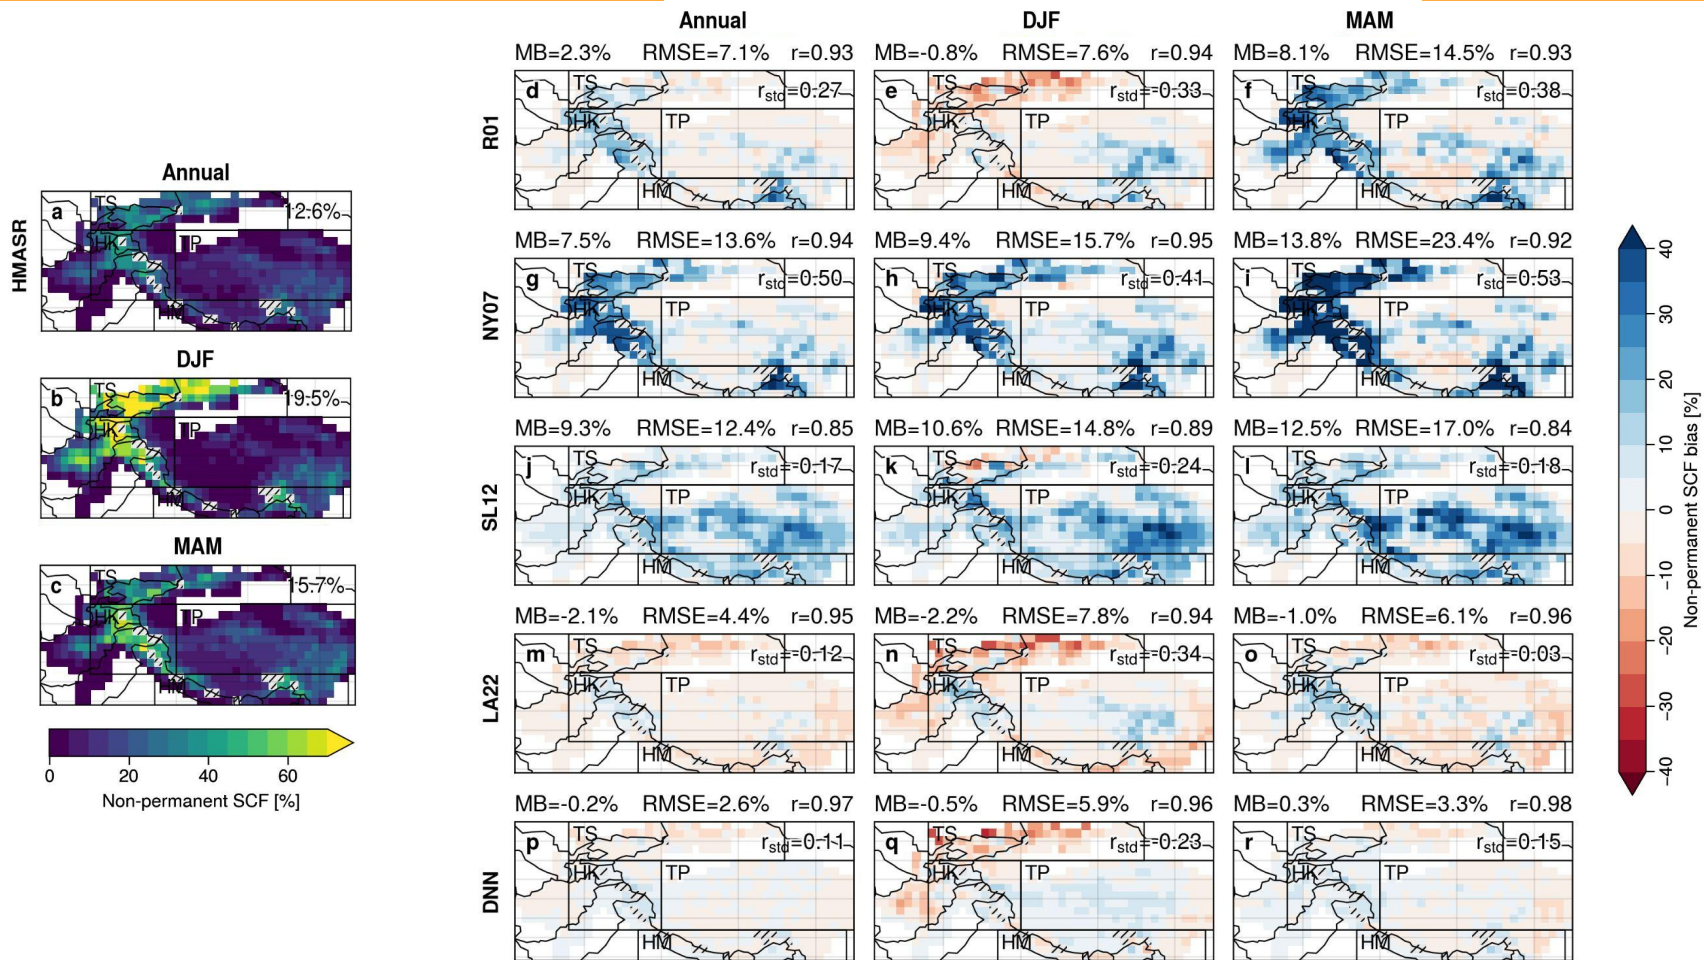 Annual DJF MAM
MB=2.3% RMSE=7.1% r=0.93 MB=-0.8% RMSE=7.6% r=0.94 MB=8.1% RMSE=14.5% r=0.93
R01
d TS HK TP HM rstd=0.27
e TS HK TP HM rstd=-0.33
f TS HK TP HM rstd=0.38
MB=7.5% RMSE=13.6% r=0.94 MB=9.4% RMSE=15.7% r=0.95 MB=13.8% RMSE=23.4% r=0.92
NY07
g TS HK TP HM rstd=0.50
h TS HK TP HM rstd=0.41
i TS HK TP HM rstd=0.53
MB=9.3% RMSE=12.4% r=0.85 MB=10.6% RMSE=14.8% r=0.89 MB=12.5% RMSE=17.0% r=0.84
SL12
j TS HK TP HM rstd=0.17
k TS HK TP HM rstd=-0.24
l TS HK TP HM rstd=0.18
MB=-2.1% RMSE=4.4% r=0.95 MB=-2.2% RMSE=7.8% r=0.94 MB=-1.0% RMSE=6.1% r=0.96
LA22
m TS HK TP HM rstd=-0.12
n TS HK TP HM rstd=-0.34
o TS HK TP HM rstd=0.03
MB=-0.2% RMSE=2.6% r=0.97 MB=-0.5% RMSE=5.9% r=0.96 MB=0.3% RMSE=3.3% r=0.98
DNN
p TS HK TP HM rstd=-0.11
q TS HK TP HM rstd=-0.23
r TS HK TP HM rstd=0.15
HMASR
Annual
a TS HK TP HM 12.6%
DJF
b TS HK TP HM 19.5%
MAM
c TS HK TP HM 15.7%
0 20 40 60
Non-permanent SCF [%]
40
30
20
10
0
−10
−20
−30
−40
Non-permanent SCF bias [%]